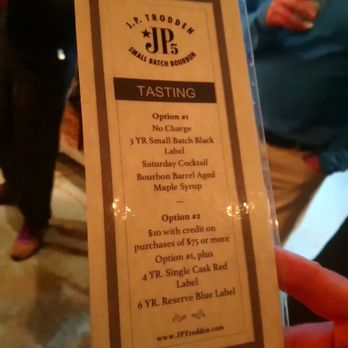 J.P. TRODDEN
JP5
SMALL BATCH BOURBON
TASTING
Option #1
No Charge
3 YR Small Batch Black
Label
Saturday Cocktail
Bourbon Barrel Aged
Maple Syrup
Option #2
$10 with credit on
purchases of $75 or more
Option #1, plus
4 YR. Single Cask Red
Label
6 YR. Reserve Blue Label
www.JPTrodden.com